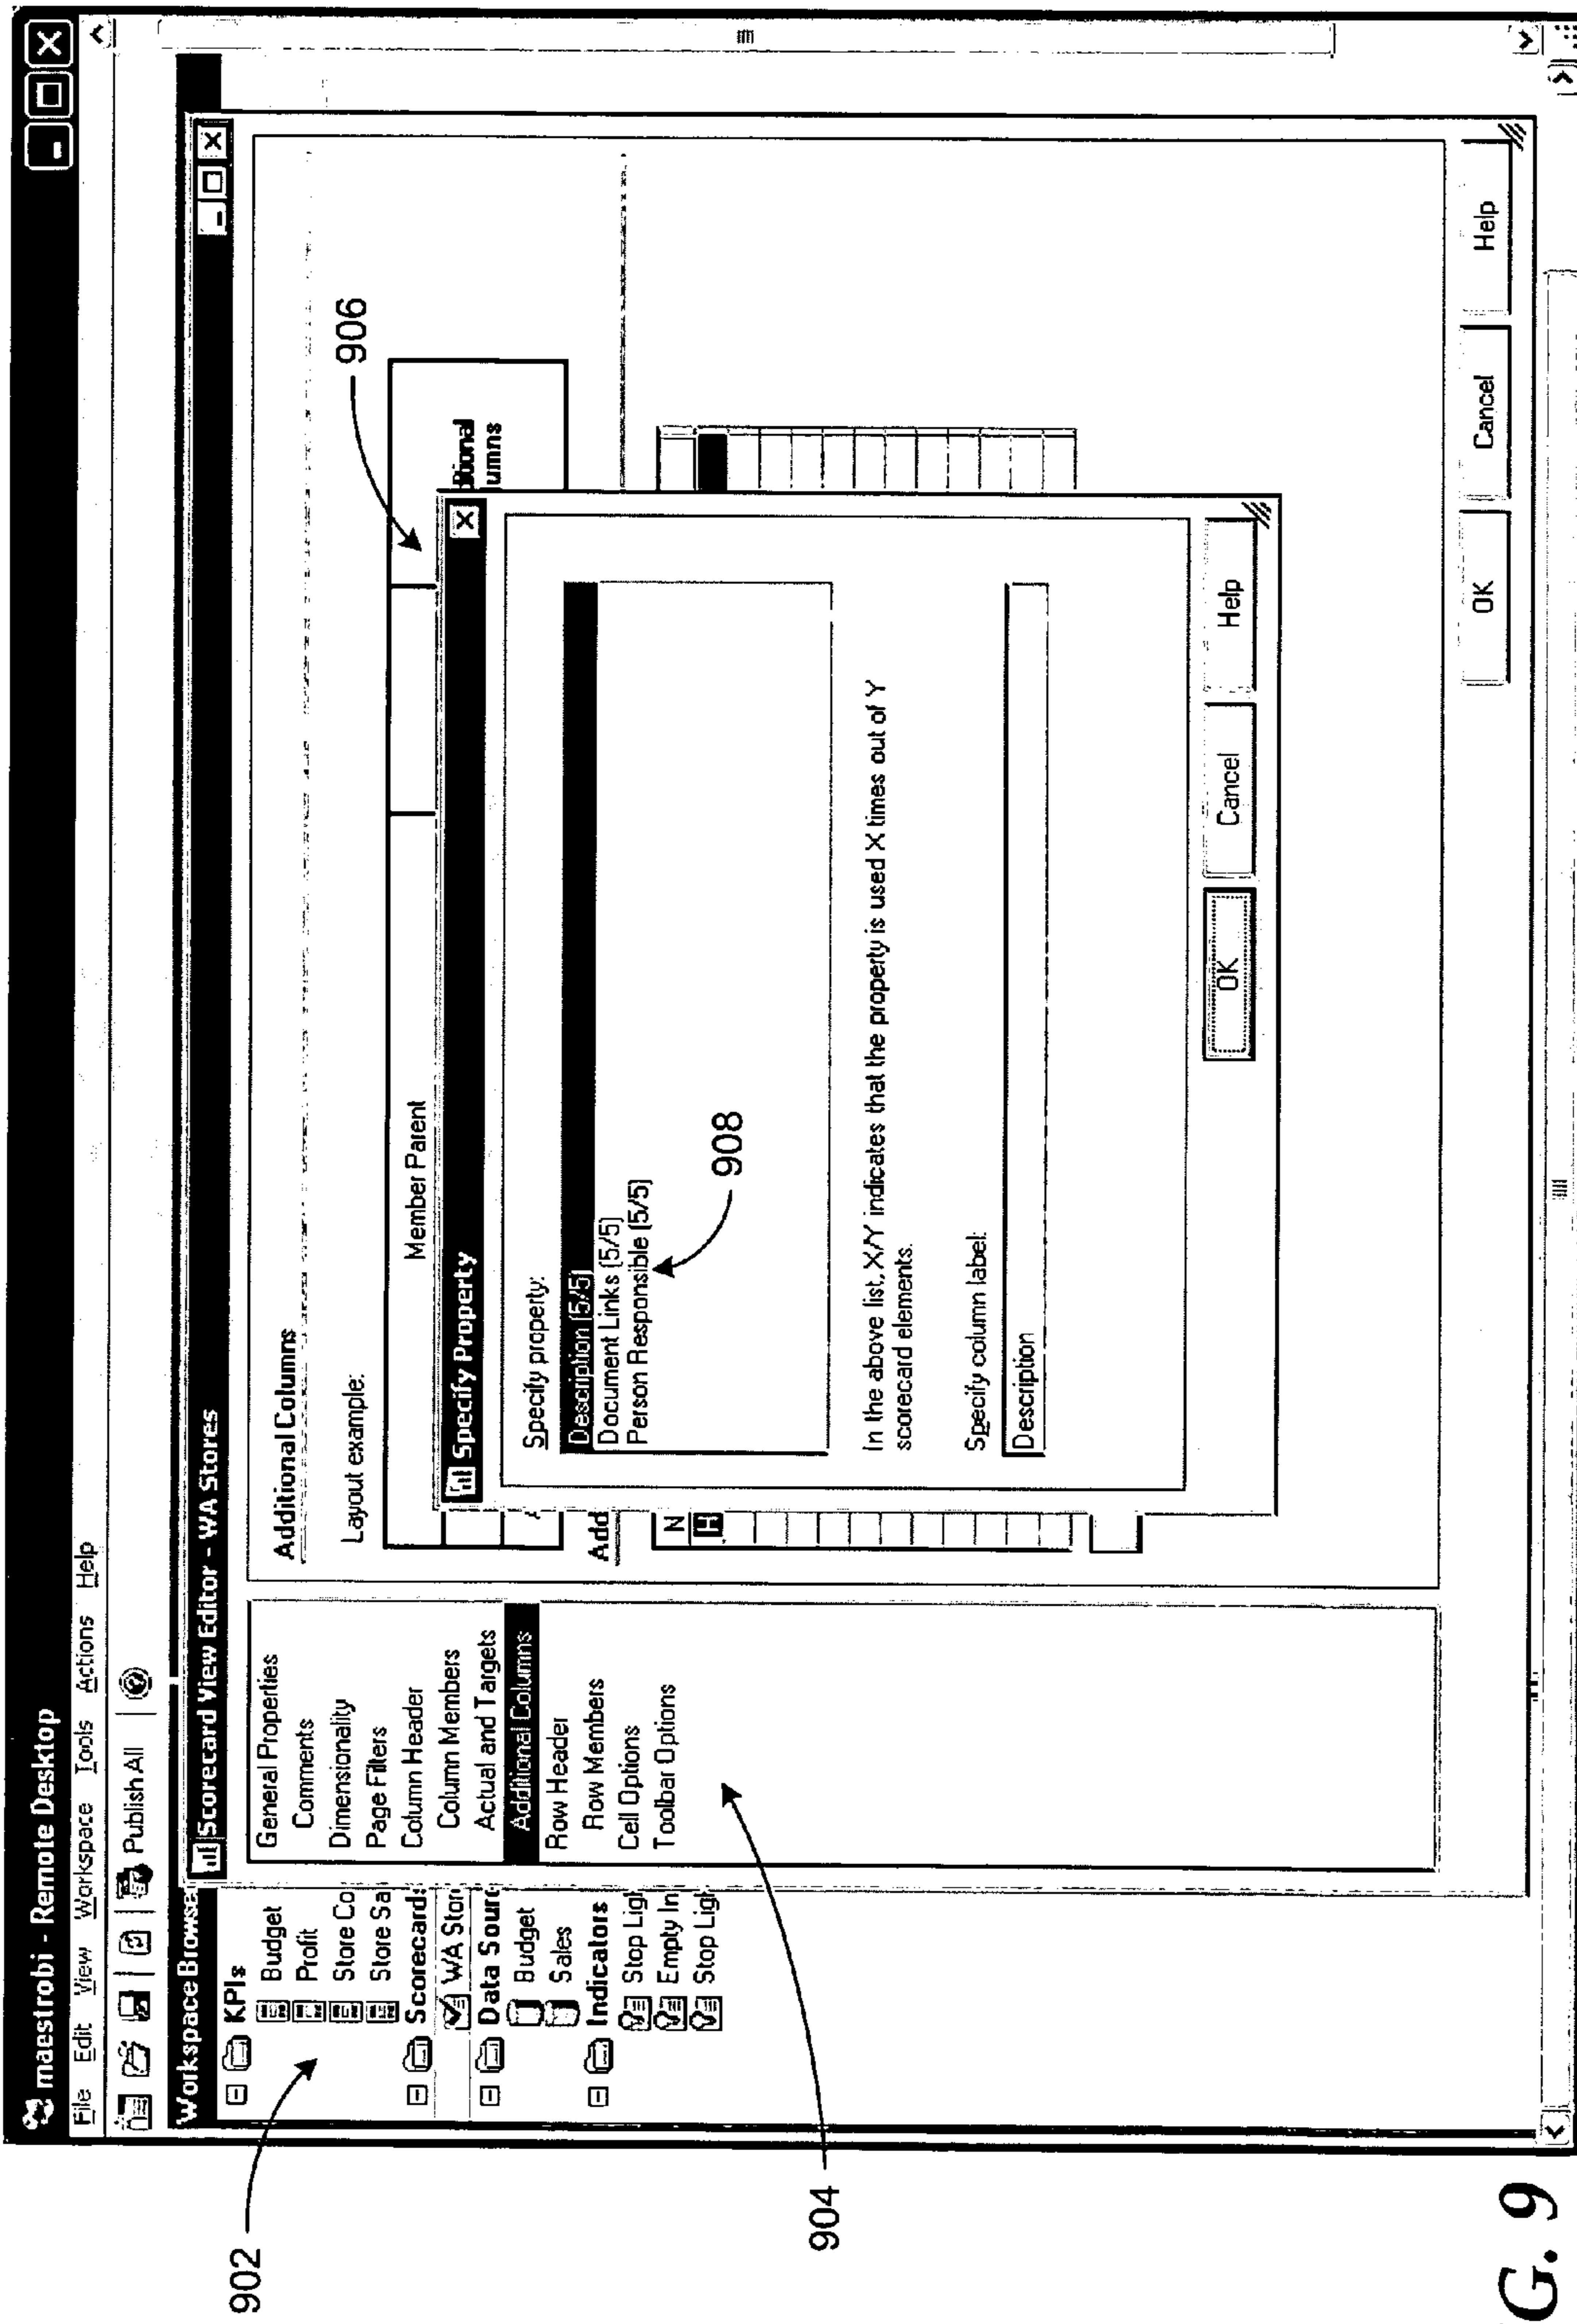 maestrobi - Remote Desktop
File Edit View Workspace Tools Actions Help
Publish All
Workspace Browse
KPIs
Budget
Profit
Store Co
Store Sa
Scorecard
WA Stor
Data Sourc
Budget
Sales
Indicators
Stop Ligh
Empty In
Stop Ligh
Scorecard View Editor - WA Stores
General Properties
Comments
Dimensionality
Page Filters
Column Header
Column Members
Actual and Targets
Additional Columns
Row Header
Row Members
Cell Options
Toolbar Options
Additional Columns
Layout example:
Member Parent
itional
umns
Add
N
H
Specify Property
Specify property:
Description (5/5)
Document Links (5/5)
Person Responsible (5/5)
In the above list, X/Y indicates that the property is used X times out of Y
scorecard elements.
Specify column label:
Description
OK Cancel Help
OK Cancel Help
902
904
906
908
G. 9